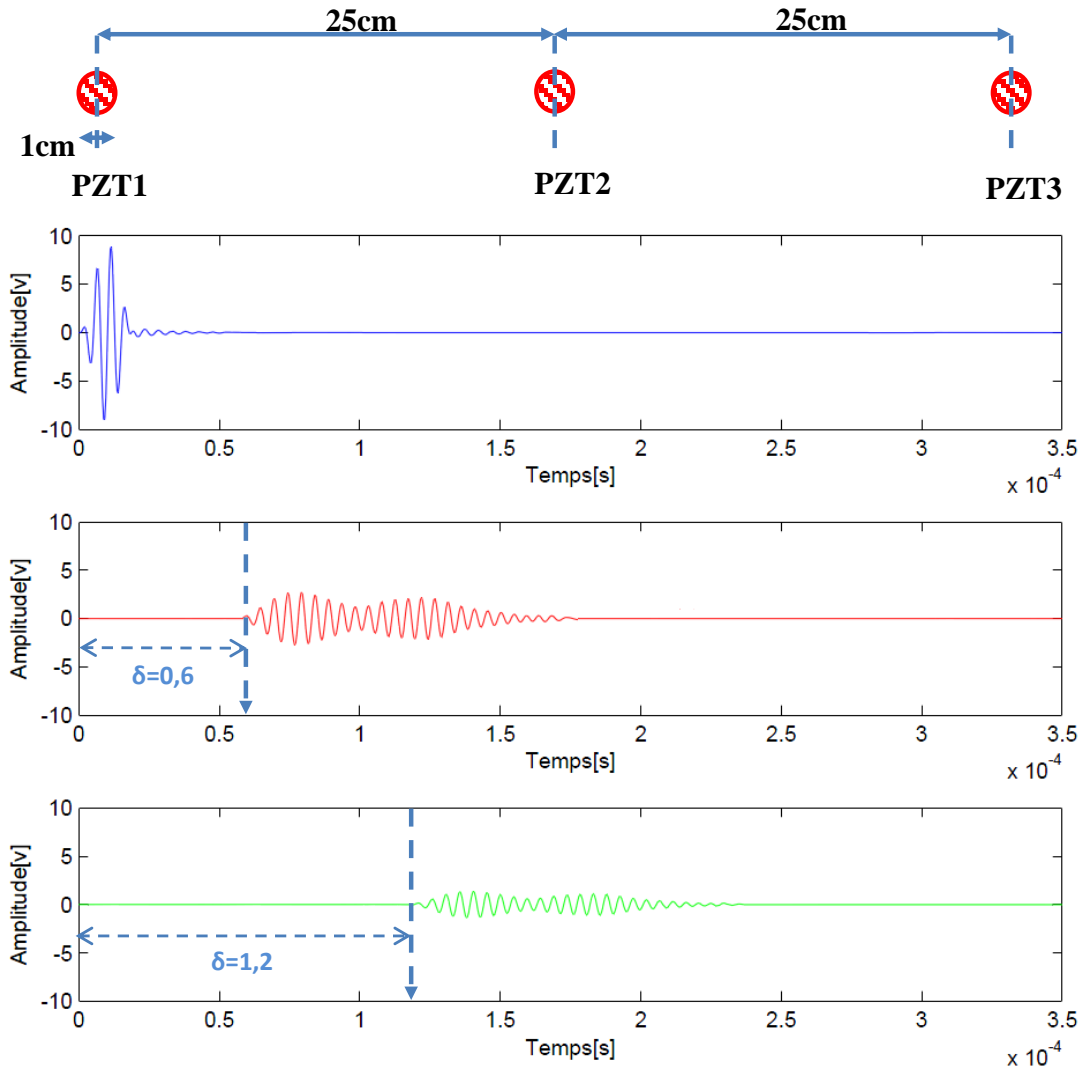 25cm 25cm
1cm
PZT1 PZT2 PZT3
10
5
0
-5
-10
Amplitude[v]
0 0.5 1 1.5 2 2.5 3 3.5
Temps[s]
x 10-4
10
5
0
-5
-10
Amplitude[v]
δ=0,6
0 0.5 1 1.5 2 2.5 3 3.5
Temps[s]
x 10-4
10
5
0
-5
-10
Amplitude[v]
δ=1,2
0 0.5 1 1.5 2 2.5 3 3.5
Temps[s]
x 10-4